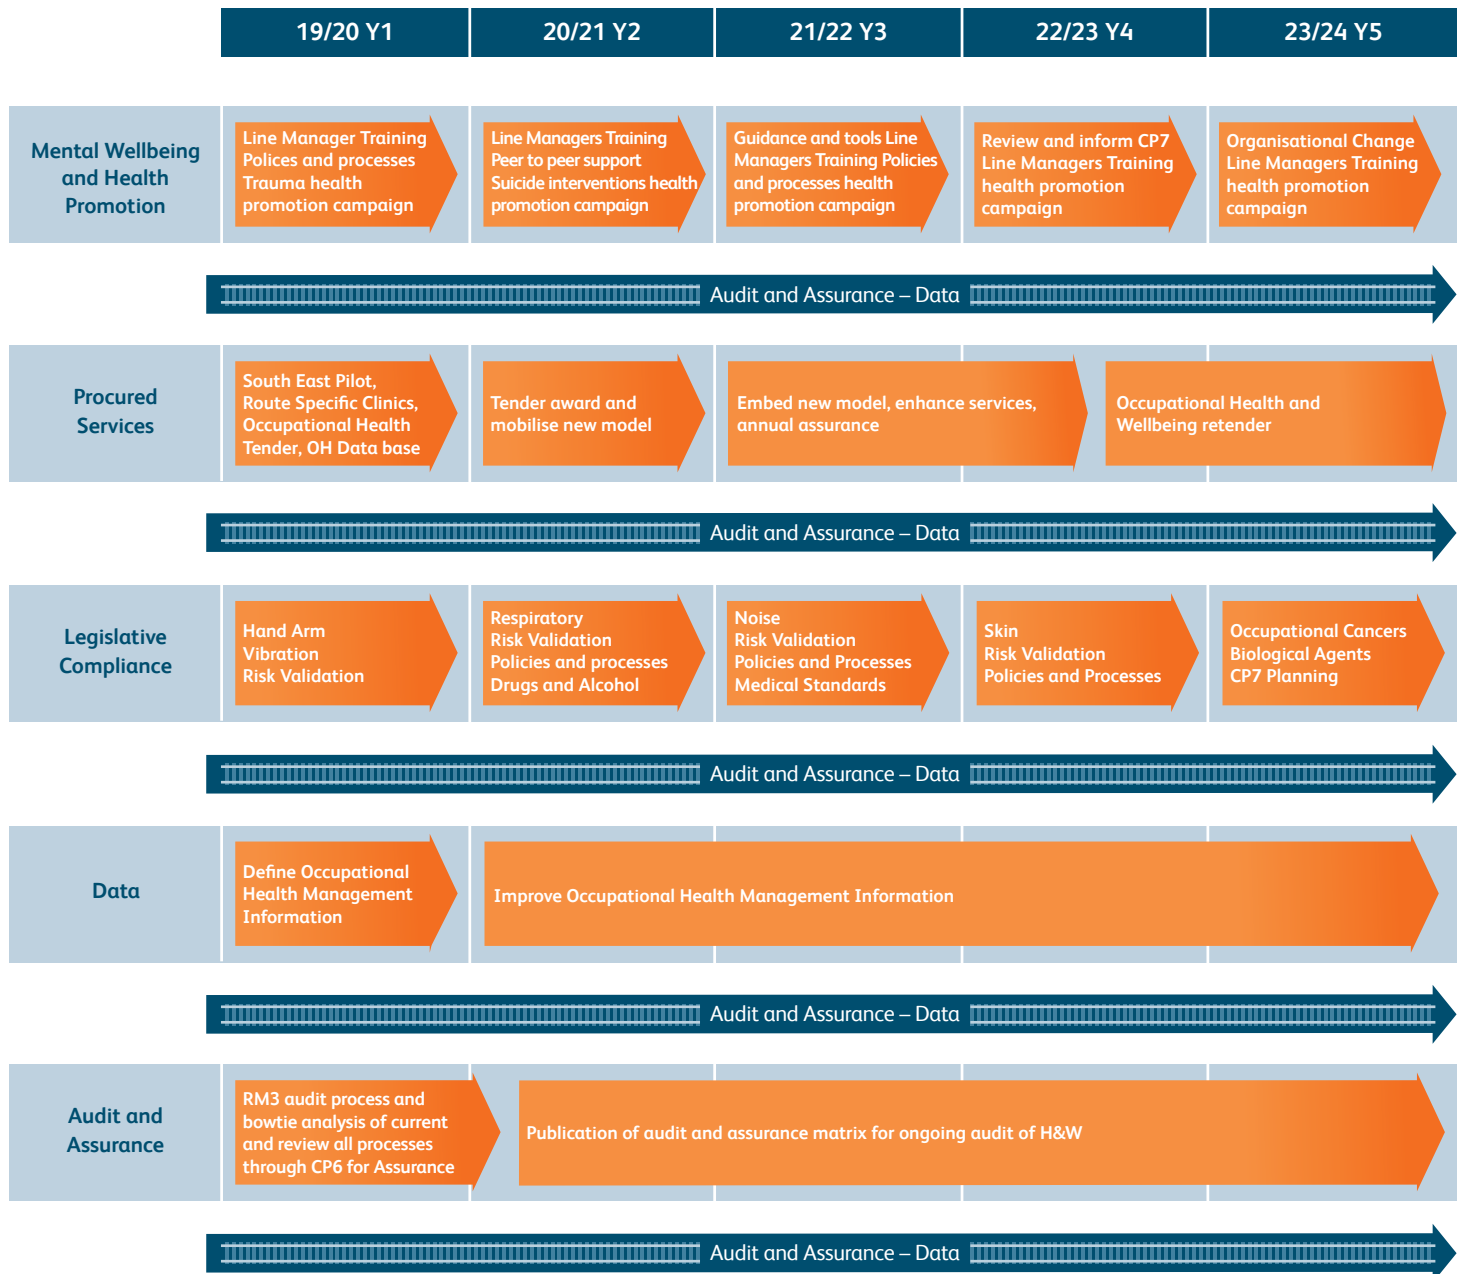 19/20 Y1
20/21 Y2
21/22 Y3
22/23 Y4
23/24 Y5
Mental Wellbeing
and Health
Promotion
Line Manager Training
Polices and processes
Trauma health
promotion campaign
Line Managers Training
Peer to peer support
Suicide interventions health
promotion campaign
Guidance and tools Line
Managers Training Policies
and processes health
promotion campaign
Review and inform CP7
Line Managers Training
health promotion
campaign
Organisational Change
Line Managers Training
health promotion
campaign
Audit and Assurance – Data
Procured
Services
South East Pilot,
Route Specific Clinics,
Occupational Health
Tender, OH Data base
Tender award and
mobilise new model
Embed new model, enhance services,
annual assurance
Occupational Health and
Wellbeing retender
Audit and Assurance – Data
Legislative
Compliance
Hand Arm
Vibration
Risk Validation
Respiratory
Risk Validation
Policies and processes
Drugs and Alcohol
Noise
Risk Validation
Policies and Processes
Medical Standards
Skin
Risk Validation
Policies and Processes
Occupational Cancers
Biological Agents
CP7 Planning
Audit and Assurance – Data
Data
Define Occupational
Health Management
Information
Improve Occupational Health Management Information
Audit and Assurance – Data
Audit and
Assurance
RM3 audit process and
bowtie analysis of current
and review all processes
through CP6 for Assurance
Publication of audit and assurance matrix for ongoing audit of H&W
Audit and Assurance – Data